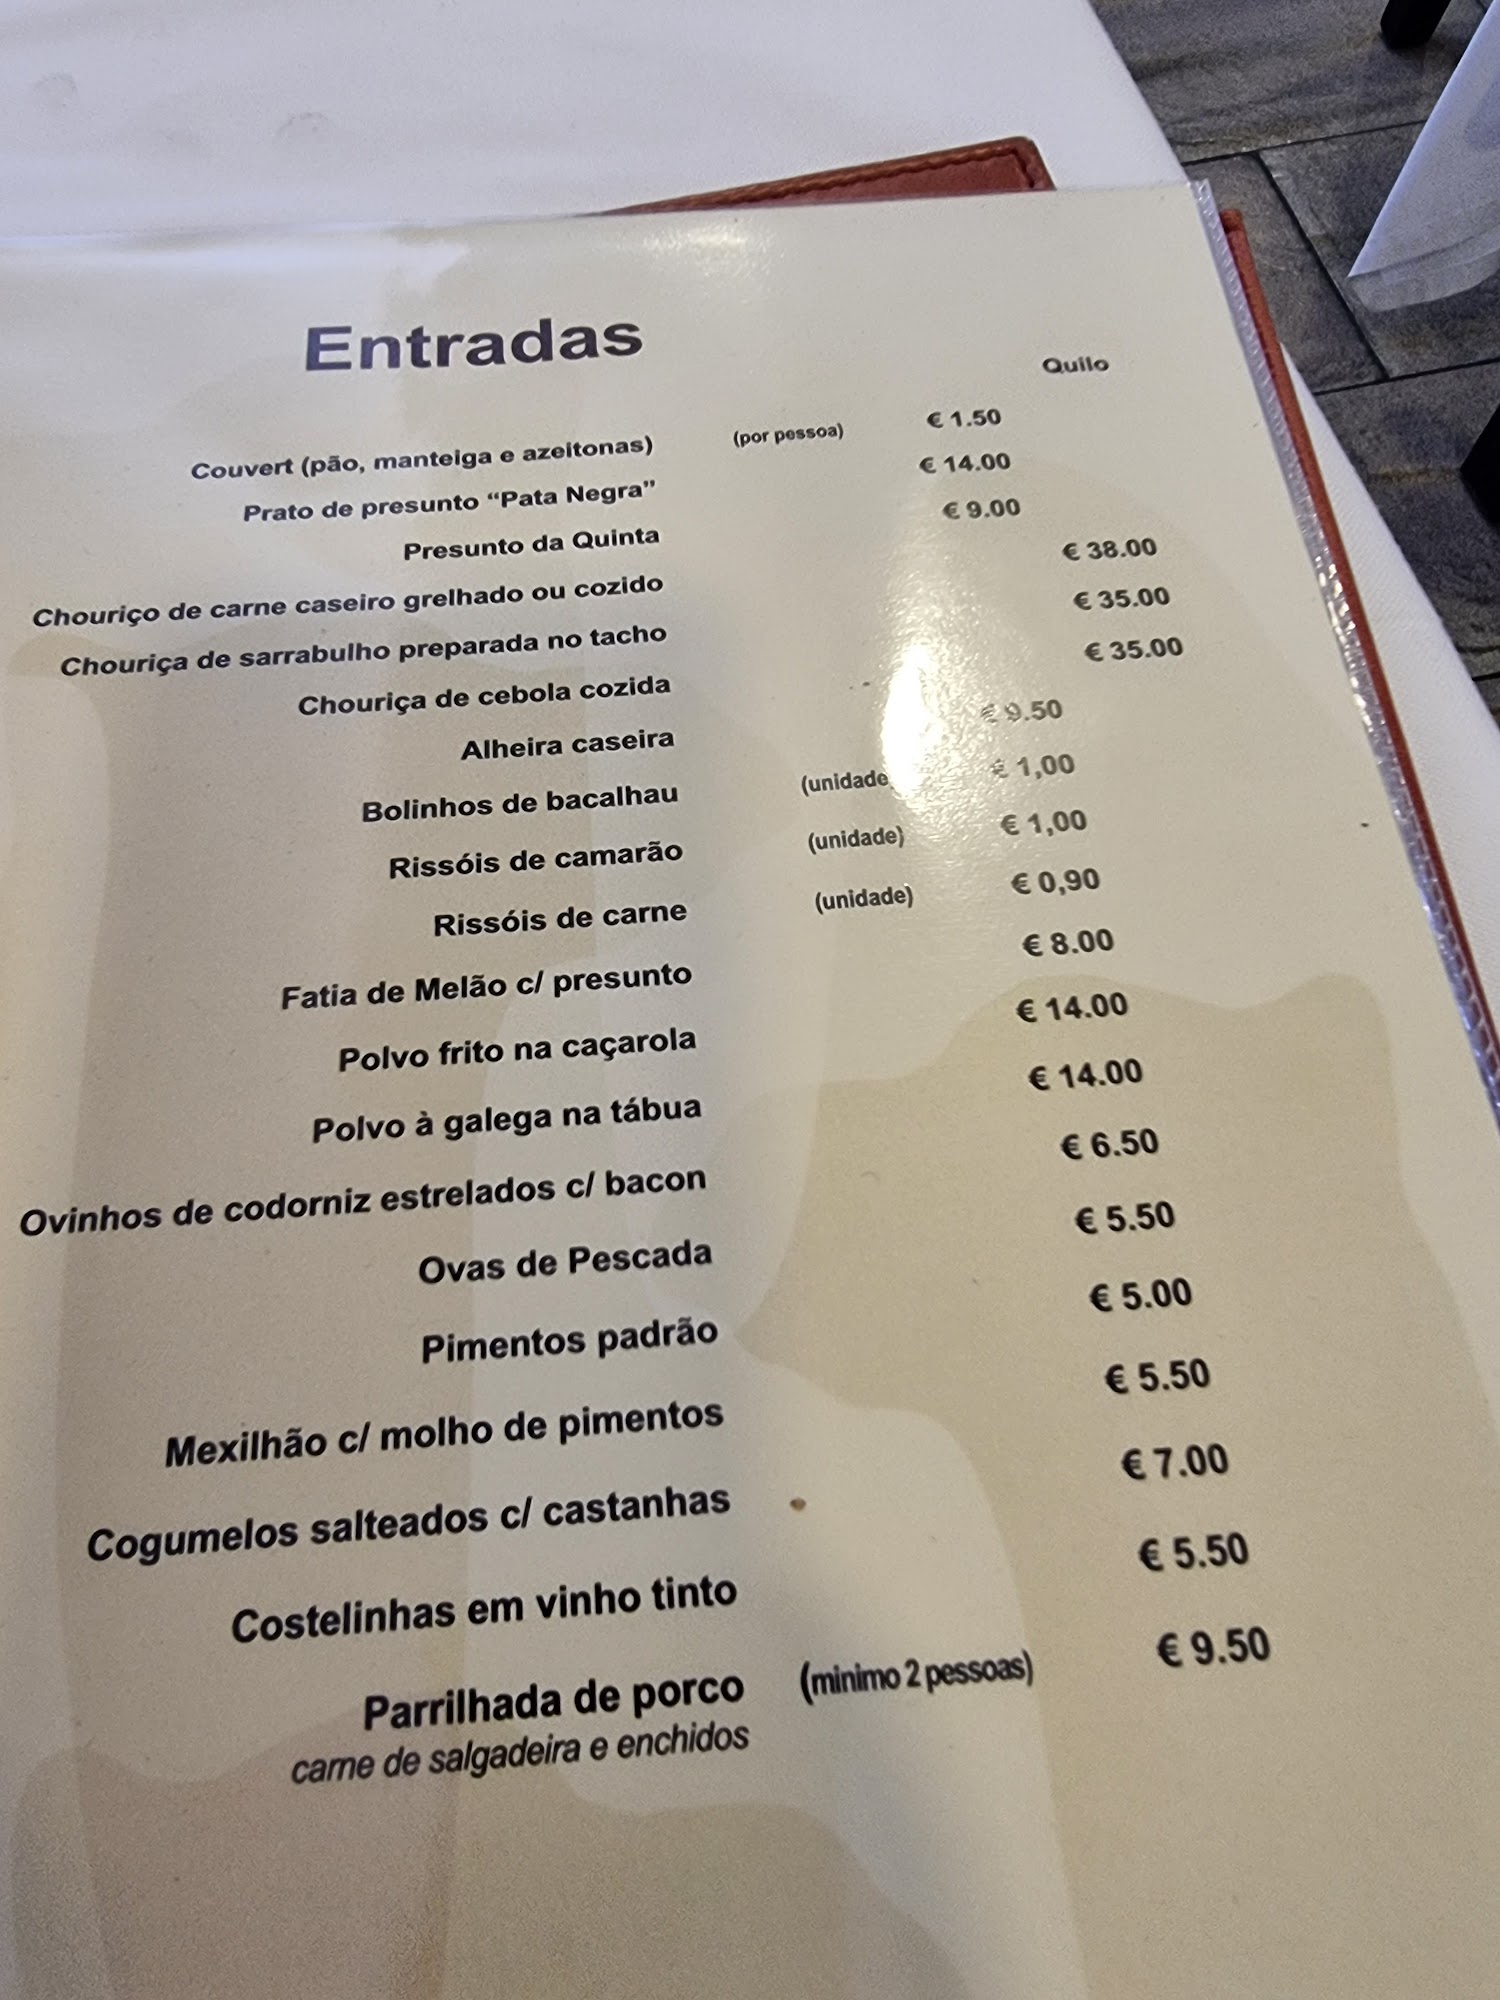 Entradas
Quilo
Couvert (pão, manteiga e azeitonas) (por pessoa) € 1.50
Prato de presunto “Pata Negra” € 14.00
Presunto da Quinta € 9.00
Chouriço de carne caseiro grelhado ou cozido € 38.00
Chouriça de sarrabulho preparada no tacho € 35.00
Chouriça de cebola cozida € 35.00
Alheira caseira € 9.50
Bolinhos de bacalhau (unidade € 1,00
Rissóis de camarão (unidade) € 1,00
Rissóis de carne (unidade) € 0,90
Fatia de Melão c/ presunto € 8.00
Polvo frito na caçarola € 14.00
Polvo à galega na tábua € 14.00
Ovinhos de codorniz estrelados c/ bacon € 6.50
Ovas de Pescada € 5.50
Pimentos padrão € 5.00
Mexilhão c/ molho de pimentos € 5.50
Cogumelos salteados c/ castanhas € 7.00
Costelinhas em vinho tinto € 5.50
Parrilhada de porco (minimo 2 pessoas) € 9.50
carne de salgadeira e enchidos